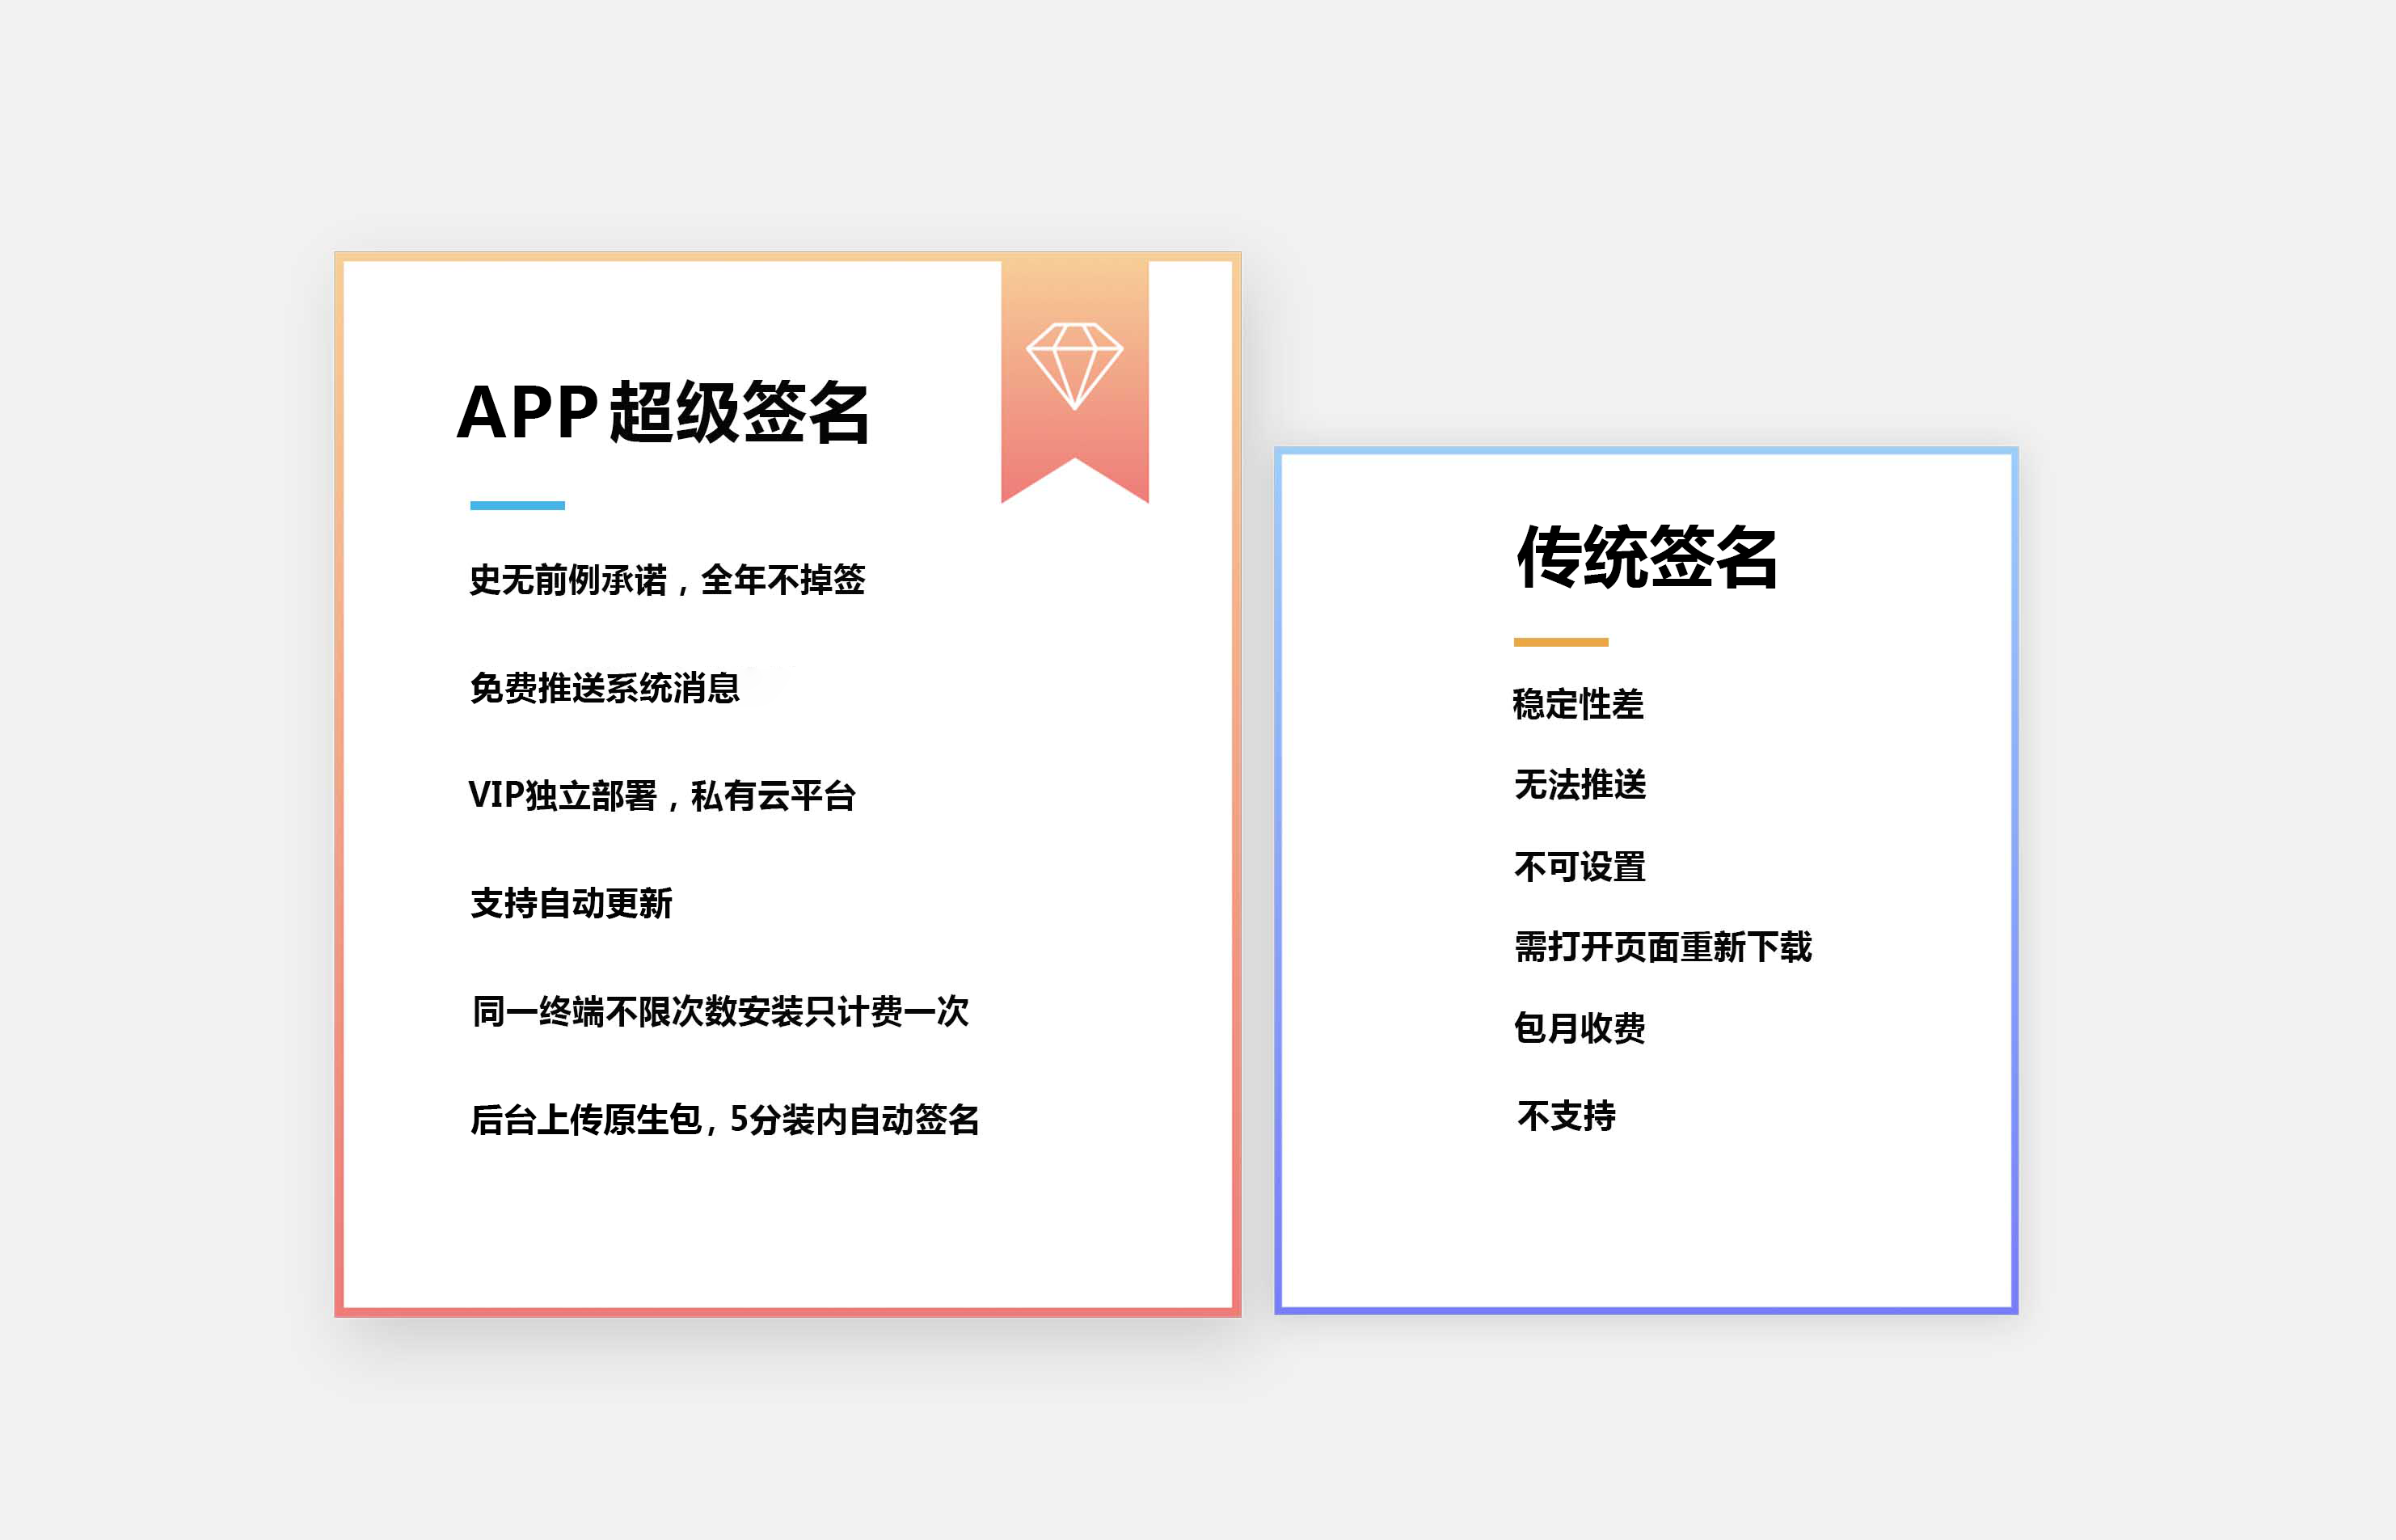 APP超级签名
史无前例承诺，全年不掉签
免费推送系统消息
VIP独立部署，私有云平台
支持自动更新
同一终端不限次数安装只计费一次
后台上传原生包，5分装内自动签名
传统签名
稳定性差
无法推送
不可设置
需打开页面重新下载
包月收费
不支持